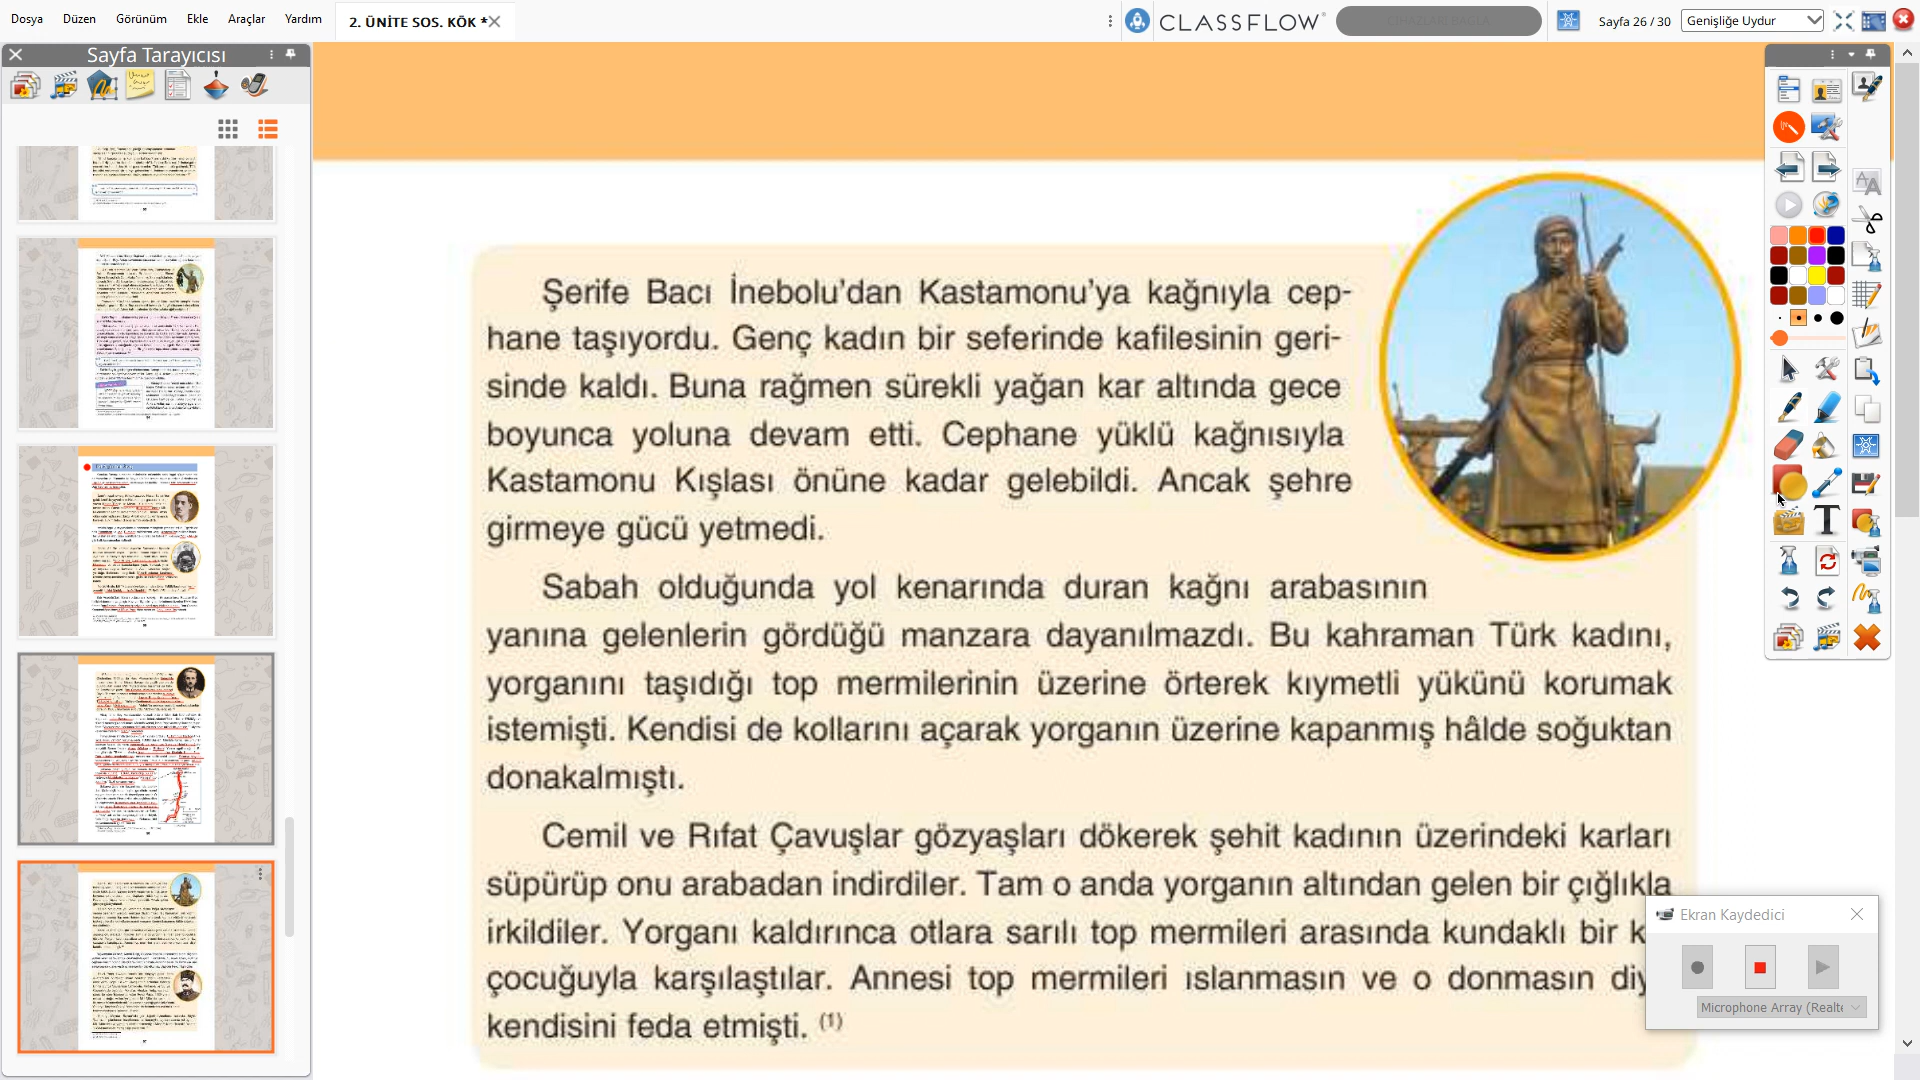 Dosya Düzen Görünüm Ekle Araçlar Yardım
2. ÜNİTE SOS. KÖK *
CLASSFLOW
Sayfa 26 / 30
Genişliğe Uydur
Sayfa Tarayıcısı
Şerife Bacı İnebolu’dan Kastamonu’ya kağnıyla cep-
hane taşıyordu. Genç kadın bir seferinde kafilesinin geri-
sinde kaldı. Buna rağmen sürekli yağan kar altında gece
boyunca yoluna devam etti. Cephane yüklü kağnısıyla
Kastamonu Kışlası önüne kadar gelebildi. Ancak şehre
girmeye gücü yetmedi.
Sabah olduğunda yol kenarında duran kağnı arabasının
yanına gelenlerin gördüğü manzara dayanılmazdı. Bu kahraman Türk kadını,
yorganını taşıdığı top mermilerinin üzerine örterek kıymetli yükünü korumak
istemişti. Kendisi de kollarını açarak yorganın üzerine kapanmış hâlde soğuktan
donakalmıştı.
Cemil ve Rıfat Çavuşlar gözyaşları dökerek şehit kadının üzerindeki karları
süpürüp onu arabadan indirdiler. Tam o anda yorganın altından gelen bir çığlıkla
irkildiler. Yorganı kaldırınca otlara sarılı top mermileri arasında kundaklı bir k
çocuğuyla karşılaştılar. Annesi top mermileri ıslanmasın ve o donmasın diy
kendisini feda etmişti. (1)
Ekran Kaydedici
Microphone Array (Realte